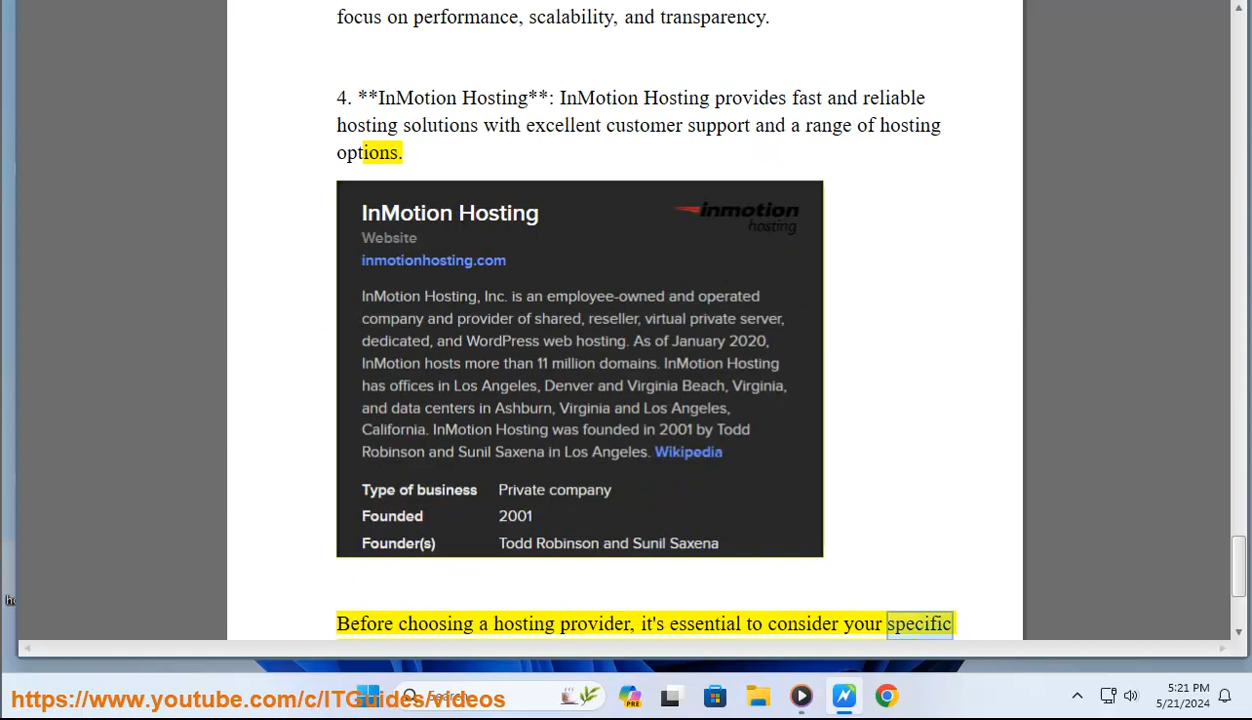 focus on performance, scalability, and transparency.
4. **InMotion Hosting**: InMotion Hosting provides fast and reliable
hosting solutions with excellent customer support and a range of hosting
options.
InMotion Hosting
inmotion
hosting
Website
inmotionhosting.com
InMotion Hosting, Inc. is an employee-owned and operated
company and provider of shared, reseller, virtual private server,
dedicated, and WordPress web hosting. As of January 2020,
InMotion hosts more than 11 million domains. InMotion Hosting
has offices in Los Angeles, Denver and Virginia Beach, Virginia,
and data centers in Ashburn, Virginia and Los Angeles,
California. InMotion Hosting was founded in 2001 by Todd
Robinson and Sunil Saxena in Los Angeles. Wikipedia
Type of business Private company
Founded 2001
Founder(s) Todd Robinson and Sunil Saxena
Before choosing a hosting provider, it's essential to consider your specific
https://www.youtube.com/c/ITGuides/videos
Search
PRE
5:21 PM
5/21/2024